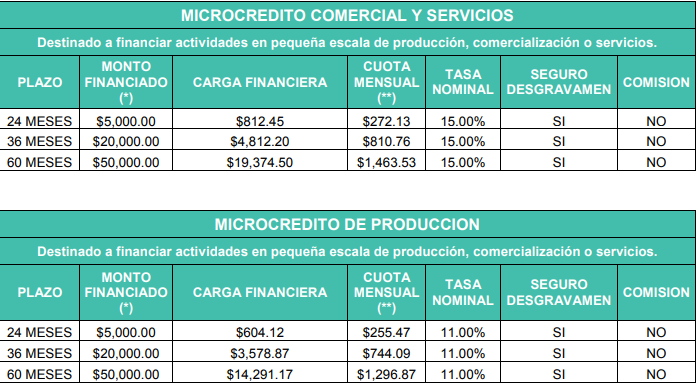 MICROCREDITO COMERCIAL Y SERVICIOS
Destinado a financiar actividades en pequeña escala de producción, comercialización o servicios.
PLAZO MONTO FINANCIADO (*) CARGA FINANCIERA CUOTA MENSUAL (**) TASA NOMINAL SEGURO DESGRAVAMEN COMISION
24 MESES $5,000.00 $812.45 $272.13 15.00% SI NO
36 MESES $20,000.00 $4,812.20 $810.76 15.00% SI NO
60 MESES $50,000.00 $19,374.50 $1,463.53 15.00% SI NO
MICROCREDITO DE PRODUCCION
Destinado a financiar actividades en pequeña escala de producción, comercialización o servicios.
PLAZO MONTO FINANCIADO (*) CARGA FINANCIERA CUOTA MENSUAL (**) TASA NOMINAL SEGURO DESGRAVAMEN COMISION
24 MESES $5,000.00 $604.12 $255.47 11.00% SI NO
36 MESES $20,000.00 $3,578.87 $744.09 11.00% SI NO
60 MESES $50,000.00 $14,291.17 $1,296.87 11.00% SI NO